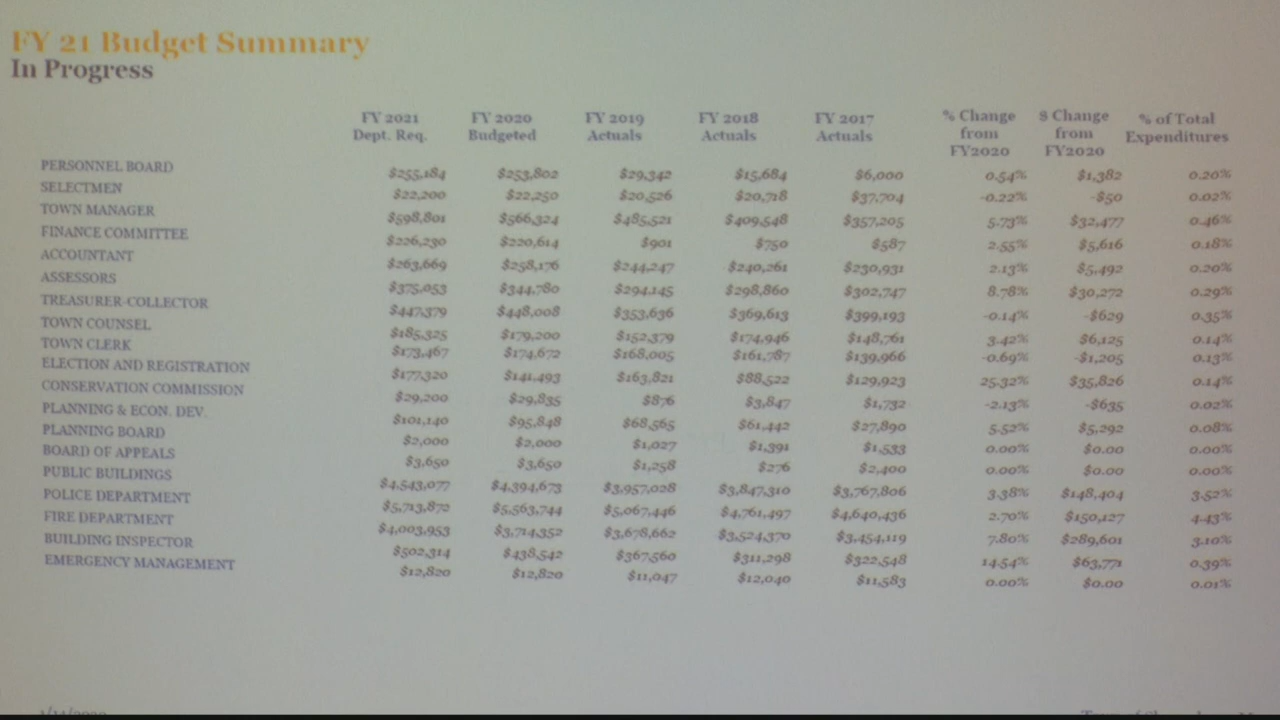 FY 21 Budget Summary
In Progress
FY 2021 Dept. Req. FY 2020 Budgeted FY 2019 Actuals FY 2018 Actuals FY 2017 Actuals % Change from FY2020 $ Change from FY2020 % of Total Expenditures
PERSONNEL BOARD $255,184 $253,802 $29,342 $15,684 $6,000 0.54% $1,382 0.20%
SELECTMEN $22,200 $22,250 $20,526 $20,718 $37,704 -0.22% -$50 0.02%
TOWN MANAGER $598,801 $566,324 $485,521 $409,548 $357,205 5.73% $32,477 0.46%
FINANCE COMMITTEE $226,230 $220,614 $901 $750 $587 2.55% $5,616 0.18%
ACCOUNTANT $263,669 $258,176 $244,247 $240,261 $230,931 2.13% $5,492 0.20%
ASSESSORS $375,053 $344,780 $294,145 $298,860 $302,747 8.78% $30,272 0.29%
TREASURER-COLLECTOR $447,379 $448,008 $353,636 $369,613 $399,193 -0.14% -$629 0.35%
TOWN COUNSEL $185,325 $179,200 $152,379 $174,946 $148,761 3.42% $6,125 0.14%
TOWN CLERK $173,467 $174,672 $168,005 $161,787 $139,966 -0.69% -$1,205 0.13%
ELECTION AND REGISTRATION $177,320 $141,493 $163,821 $88,522 $129,923 25.32% $35,826 0.14%
CONSERVATION COMMISSION $29,200 $29,835 $876 $3,847 $1,732 -2.13% -$635 0.02%
PLANNING & ECON. DEV. $101,140 $95,848 $68,565 $61,442 $27,890 5.52% $5,292 0.08%
PLANNING BOARD $2,000 $2,000 $1,027 $1,391 $1,533 0.00% $0.00 0.00%
BOARD OF APPEALS $3,650 $3,650 $1,258 $276 $2,400 0.00% $0.00 0.00%
PUBLIC BUILDINGS $4,543,077 $4,394,673 $3,957,028 $3,847,310 $3,767,806 3.38% $148,404 3.52%
POLICE DEPARTMENT $5,713,872 $5,563,744 $5,067,446 $4,761,497 $4,640,436 2.70% $150,127 4.43%
FIRE DEPARTMENT $4,003,953 $3,714,352 $3,678,662 $3,524,370 $3,454,119 7.80% $289,601 3.10%
BUILDING INSPECTOR $502,314 $438,542 $367,560 $311,298 $322,548 14.54% $63,771 0.39%
EMERGENCY MANAGEMENT $12,820 $12,820 $11,047 $12,040 $11,583 0.00% $0.00 0.01%